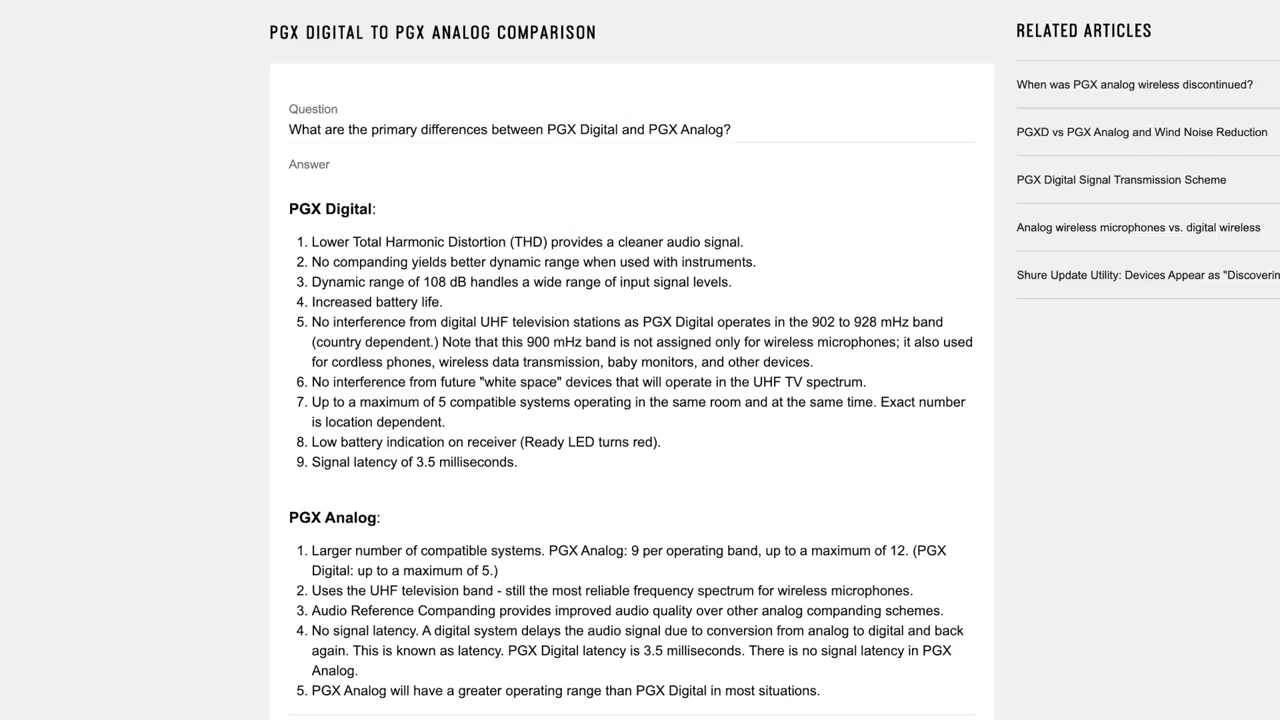 PGX DIGITAL TO PGX ANALOG COMPARISON
Question
What are the primary differences between PGX Digital and PGX Analog?
Answer
PGX Digital:
1. Lower Total Harmonic Distortion (THD) provides a cleaner audio signal.
2. No companding yields better dynamic range when used with instruments.
3. Dynamic range of 108 dB handles a wide range of input signal levels.
4. Increased battery life.
5. No interference from digital UHF television stations as PGX Digital operates in the 902 to 928 mHz band
(country dependent.) Note that this 900 mHz band is not assigned only for wireless microphones; it also used
for cordless phones, wireless data transmission, baby monitors, and other devices.
6. No interference from future "white space" devices that will operate in the UHF TV spectrum.
7. Up to a maximum of 5 compatible systems operating in the same room and at the same time. Exact number
is location dependent.
8. Low battery indication on receiver (Ready LED turns red).
9. Signal latency of 3.5 milliseconds.
PGX Analog:
1. Larger number of compatible systems. PGX Analog: 9 per operating band, up to a maximum of 12. (PGX
Digital: up to a maximum of 5.)
2. Uses the UHF television band - still the most reliable frequency spectrum for wireless microphones.
3. Audio Reference Companding provides improved audio quality over other analog companding schemes.
4. No signal latency. A digital system delays the audio signal due to conversion from analog to digital and back
again. This is known as latency. PGX Digital latency is 3.5 milliseconds. There is no signal latency in PGX
Analog.
5. PGX Analog will have a greater operating range than PGX Digital in most situations.
RELATED ARTICLES
When was PGX analog wireless discontinued?
PGXD vs PGX Analog and Wind Noise Reduction
PGX Digital Signal Transmission Scheme
Analog wireless microphones vs. digital wireless
Shure Update Utility: Devices Appear as "Discoverin